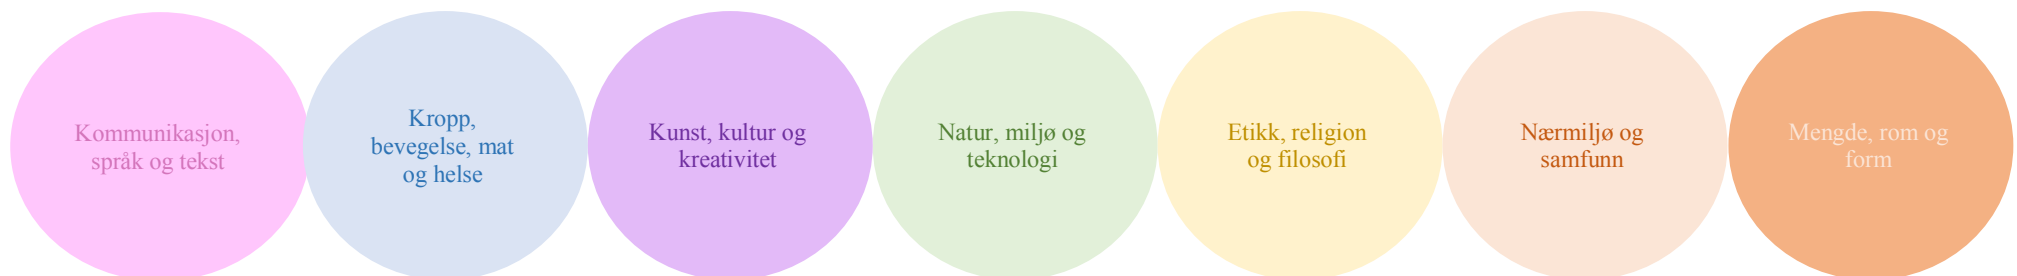 Kommunikasjon,
språk og tekst
Kropp,
bevegelse, mat
og helse
Kunst, kultur og
kreativitet
Natur, miljø og
teknologi
Etikk, religion
og filosofi
Nærmiljø og
samfunn
Mengde, rom og
form